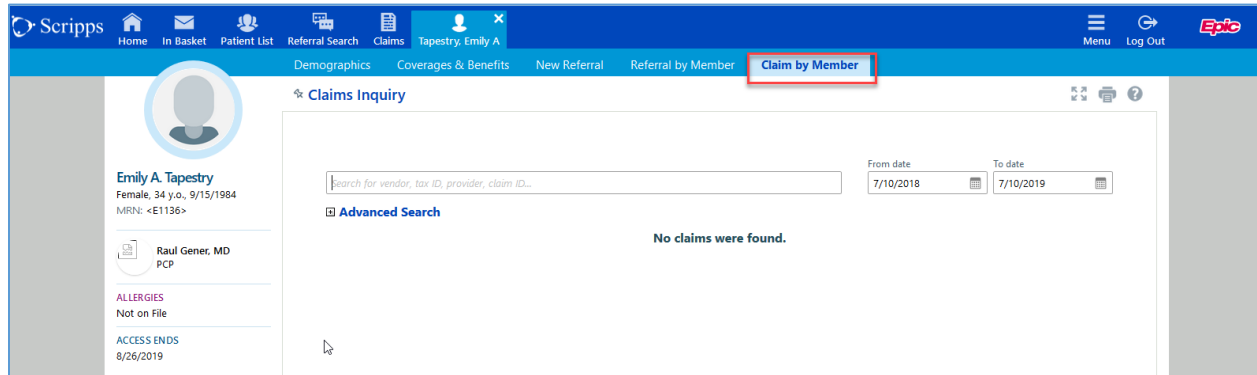 Scripps
Home In Basket Patient List Referral Search Claims Tapestry, Emily A × Menu Log Out Epic
Demographics Coverages & Benefits New Referral Referral by Member Claim by Member
Claims Inquiry
From date To date
Search for vendor, tax ID, provider, claim ID... 7/10/2018 7/10/2019
Advanced Search
No claims were found.
Emily A. Tapestry
Female, 34 y.o., 9/15/1984
MRN: <E1136>
Raul Gener, MD
PCP
ALLERGIES
Not on File
ACCESS ENDS
8/26/2019